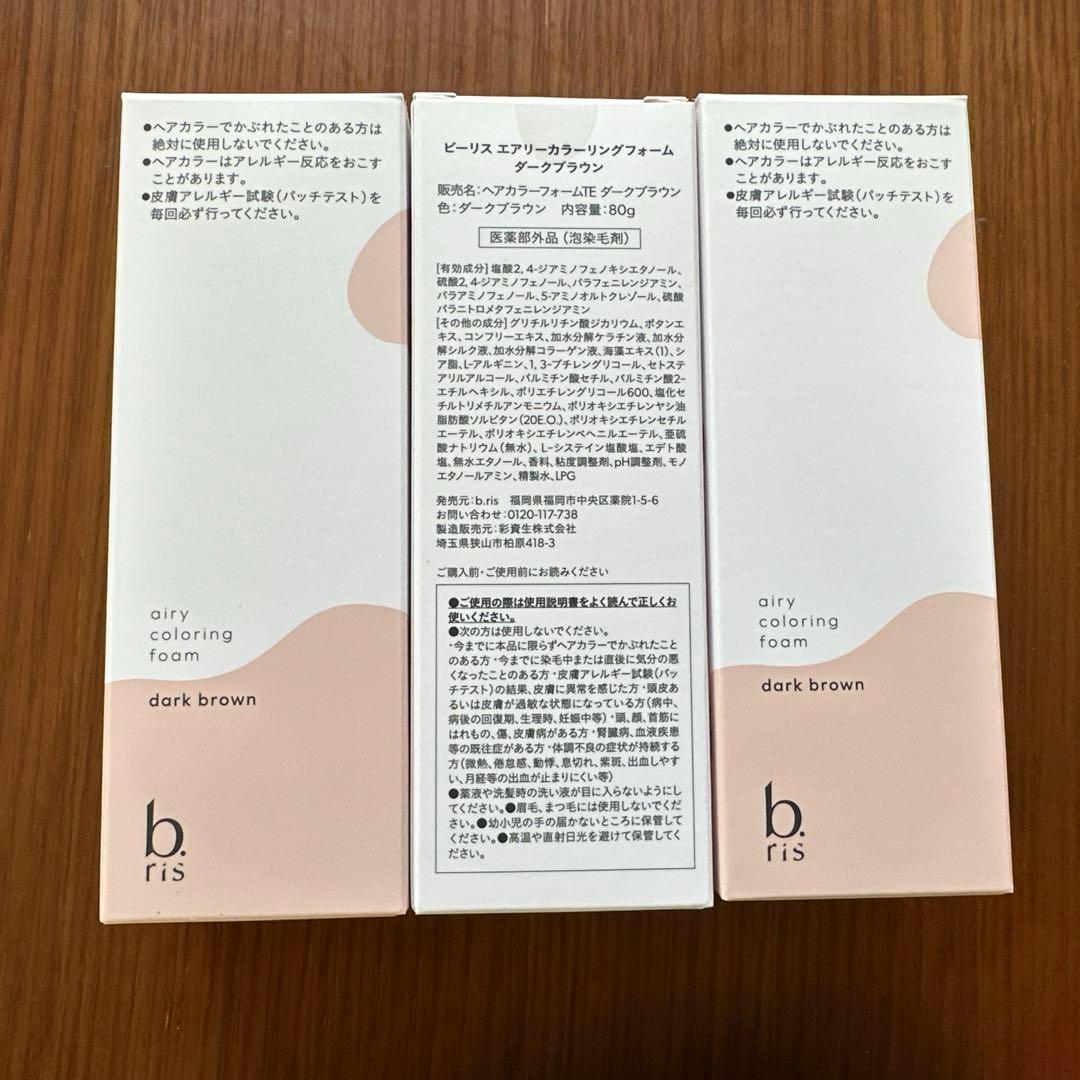 ●ヘアカラーでかぶれたことのある方は
絶対に使用しないでください。
●ヘアカラーはアレルギー反応をおこす
ことがあります。
●皮膚アレルギー試験(パッチテスト)を
毎回必ず行ってください。
airy
coloring
foam
dark brown
b.
ris
ビーリス エアリーカラーリングフォーム
ダークブラウン
販売名:ヘアカラーフォームTE ダークブラウン
色:ダークブラウン 内容量:80g
医薬部外品(泡染毛剤)
[有効成分]塩酸2, 4-ジアミノフェノキシエタノール、
硫酸2, 4-ジアミノフェノール、パラフェニレンジアミン、
パラアミノフェノール、5-アミノオルトクレゾール、硫酸
パラニトロメタフェニレンジアミン
[その他の成分]グリチルリチン酸ジカリウム、ボタンエ
キス、コンフリーエキス、加水分解ケラチン液、加水分
解シルク液、加水分解コラーゲン液、海藻エキス(1)、シ
ア脂、L-アルギニン、1, 3-ブチレングリコール、セトステ
アリルアルコール、パルミチン酸セチル、パルミチン酸2-
エチルヘキシル、ポリエチレングリコール600、塩化セ
チルトリメチルアンモニウム、ポリオキシエチレンヤシ油
脂肪酸ソルビタン(20E.O.)、ポリオキシエチレンセチル
エーテル、ポリオキシエチレンベヘニルエーテル、亜硫
酸ナトリウム(無水)、L-システイン塩酸塩、エデト酸
塩、無水エタノール、香料、粘度調整剤、pH調整剤、モノ
エタノールアミン、精製水、LPG
発売元:b.ris 福岡県福岡市中央区薬院1-5-6
お問い合わせ:0120-117-738
製造販売元:彩資生株式会社
埼玉県狭山市柏原418-3
ご購入前・ご使用前にお読みください
●ご使用の際は使用説明書をよく読んで正しくお
使いください。
●次の方は使用しないでください。
・今までに本品に限らずヘアカラーでかぶれたこと
のある方・今までに染毛中または直後に気分の悪
くなったことのある方・皮膚アレルギー試験(パッ
チテスト)の結果、皮膚に異常を感じた方・頭皮あ
るいは皮膚が過敏な状態になっている方(病中、
病後の回復期、生理時、妊娠中等)・頭、顔、首筋に
はれもの、傷、皮膚病がある方・腎臓病、血液疾患
等の既往症がある方・体調不良の症状が持続する
方(微熱、倦怠感、動悸、息切れ、紫斑、出血しやす
い、月経等の出血が止まりにくい等)
●薬液や洗髪時の洗い液が目に入らないようにし
てください。●眉毛、まつ毛には使用しないでくだ
さい。●幼小児の手の届かないところに保管して
ください。●高温や直射日光を避けて保管してく
ださい。
●ヘアカラーでかぶれたことのある方は
絶対に使用しないでください。
●ヘアカラーはアレルギー反応をおこす
ことがあります。
●皮膚アレルギー試験(パッチテスト)を
毎回必ず行ってください。
airy
coloring
foam
dark brown
b.
ris